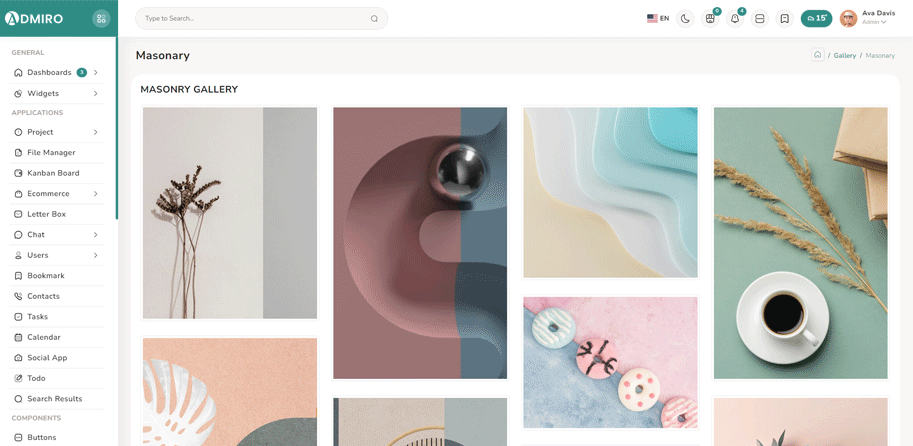 ADMIRO
Type to Search...
EN
0
4
15°
Ava Davis
Admin
GENERAL
Dashboards 3
Widgets
APPLICATIONS
Project
File Manager
Kanban Board
Ecommerce
Letter Box
Chat
Users
Bookmark
Contacts
Tasks
Calendar
Social App
Todo
Search Results
COMPONENTS
Buttons
Masonary
/ Gallery / Masonary
MASONRY GALLERY